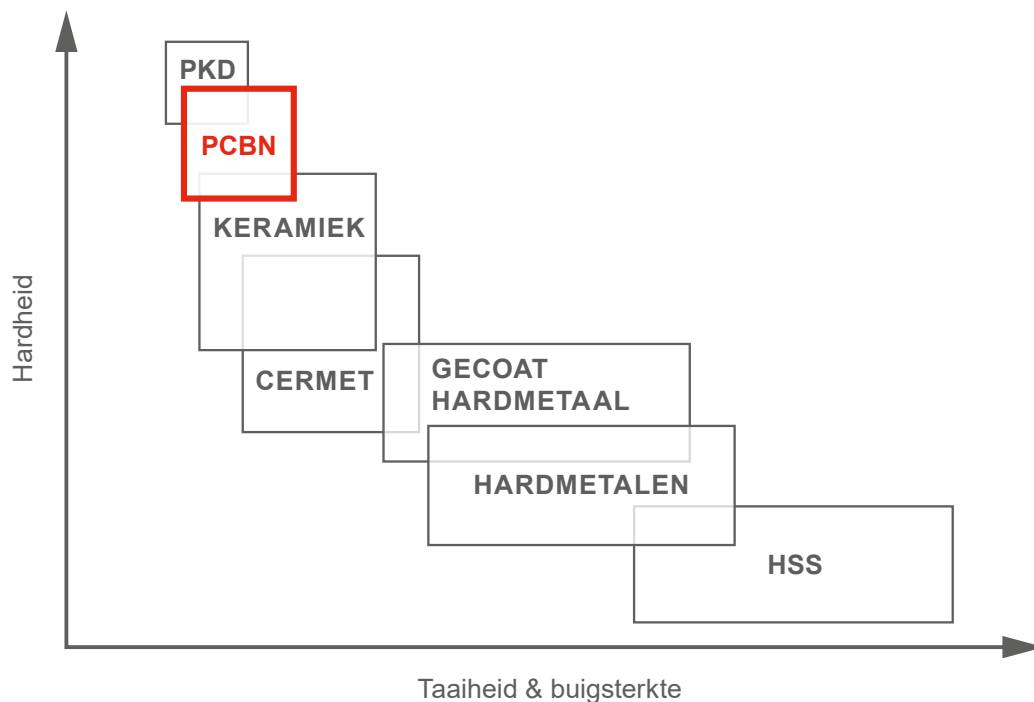 PKD
PCBN
KERAMIEK
CERMET
GECOAT
HARDMETAAL
HARDMETALEN
HSS
Hardheid
Taaiheid & buigsterkte